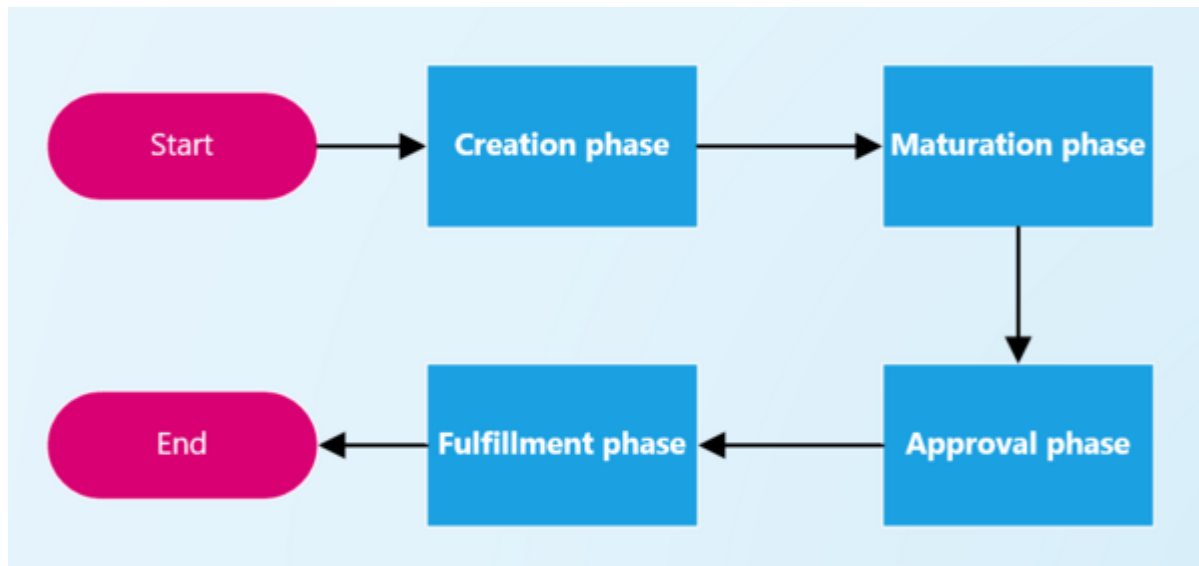 Start
Creation phase
Maturation phase
Approval phase
Fulfillment phase
End